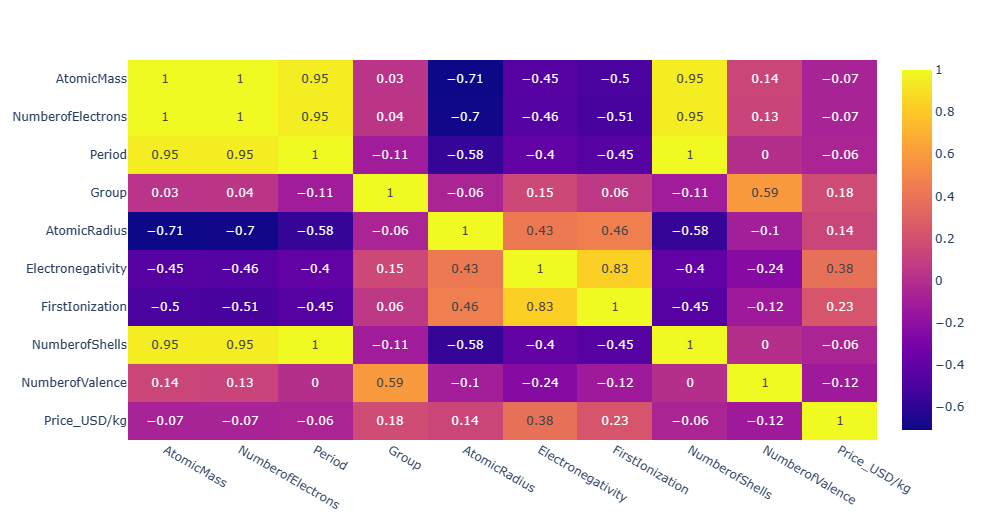 AtomicMass 1 1 0.95 0.03 −0.71 −0.45 −0.5 0.95 0.14 −0.07
NumberofElectrons 1 1 0.95 0.04 −0.7 −0.46 −0.51 0.95 0.13 −0.07
Period 0.95 0.95 1 −0.11 −0.58 −0.4 −0.45 1 0 −0.06
Group 0.03 0.04 −0.11 1 −0.06 0.15 0.06 −0.11 0.59 0.18
AtomicRadius −0.71 −0.7 −0.58 −0.06 1 0.43 0.46 −0.58 −0.1 0.14
Electronegativity −0.45 −0.46 −0.4 0.15 0.43 1 0.83 −0.4 −0.24 0.38
FirstIonization −0.5 −0.51 −0.45 0.06 0.46 0.83 1 −0.45 −0.12 0.23
NumberofShells 0.95 0.95 1 −0.11 −0.58 −0.4 −0.45 1 0 −0.06
NumberofValence 0.14 0.13 0 0.59 −0.1 −0.24 −0.12 0 1 −0.12
Price_USD/kg −0.07 −0.07 −0.06 0.18 0.14 0.38 0.23 −0.06 −0.12 1
AtomicMass
NumberofElectrons
Period
Group
AtomicRadius
Electronegativity
FirstIonization
NumberofShells
NumberofValence
Price_USD/kg
1
0.8
0.6
0.4
0.2
0
−0.2
−0.4
−0.6